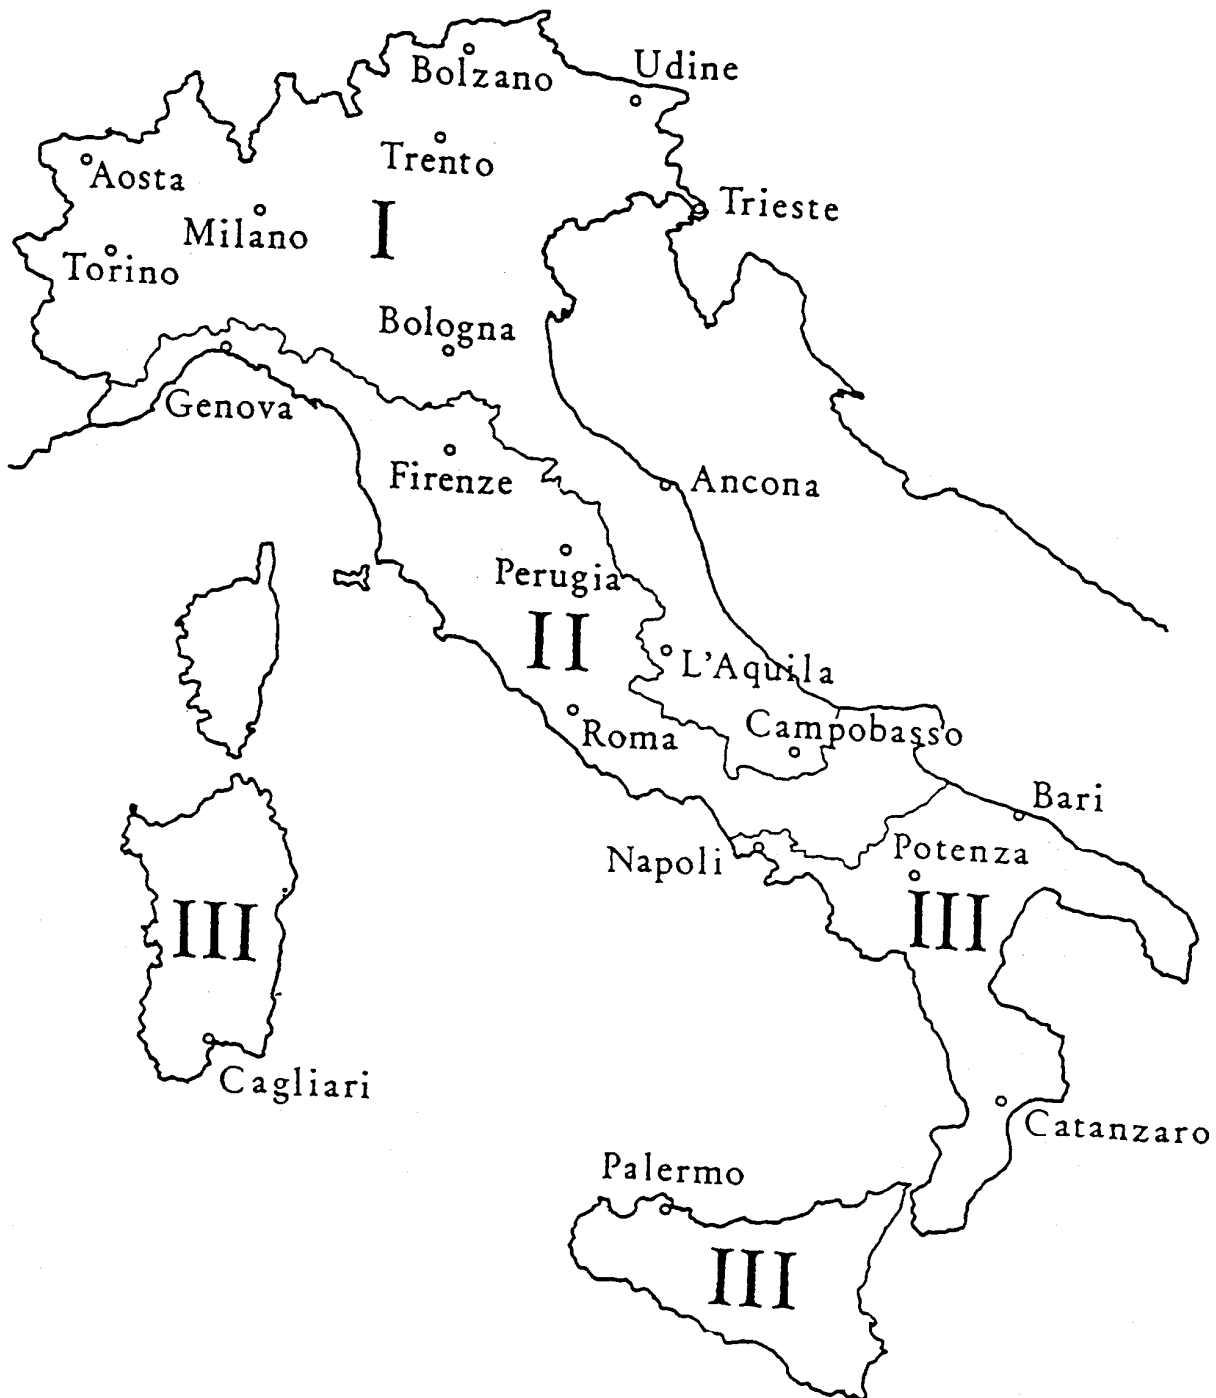 Udine
Bolzano
Trento
Aosta
Trieste
Milano
I
Torino
Bologna
Genova
Firenze
Ancona
Perugia
II
L'Aquila
Roma
Campobasso
Bari
Napoli
Potenza
III
III
Cagliari
Catanzaro
Palermo
III